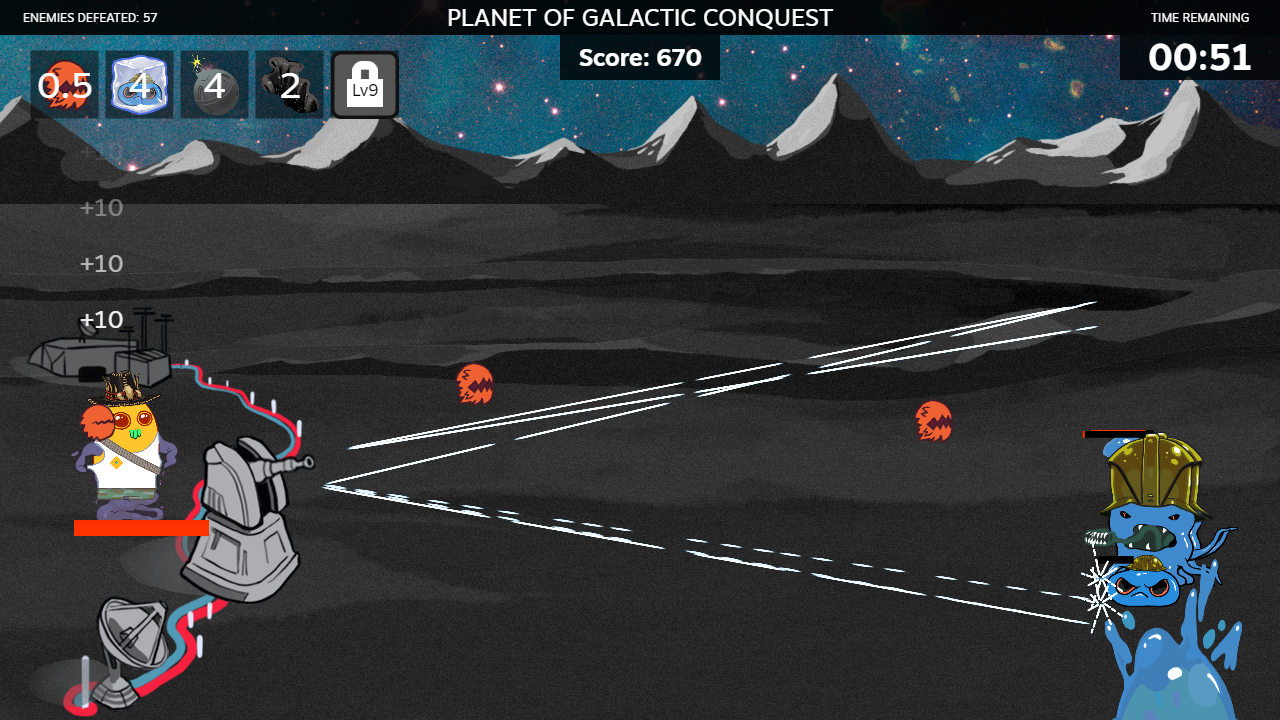 ENEMIES DEFEATED: 57
PLANET OF GALACTIC CONQUEST
TIME REMAINING
Score: 670
00:51
0.5
4
4
2
Lv9
+10
+10
+10